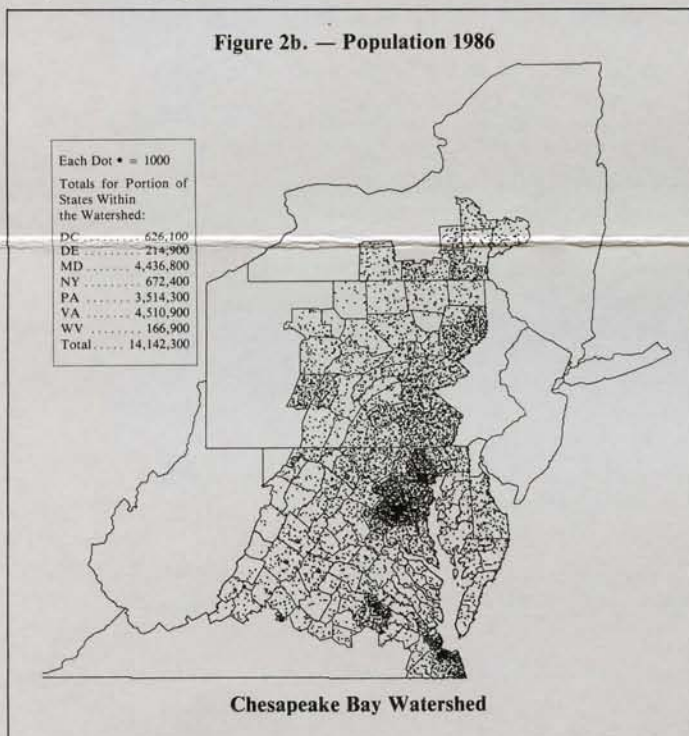 Figure 2b. — Population 1986
Each Dot • = 1000
Totals for Portion of
States Within
the Watershed:
DC ........ 626,100
DE ........ 214,900
MD ....... 4,436,800
NY ....... 672,400
PA ....... 3,514,300
VA ....... 4,510,900
WV ....... 166,900
Total ..... 14,142,300
Chesapeake Bay Watershed